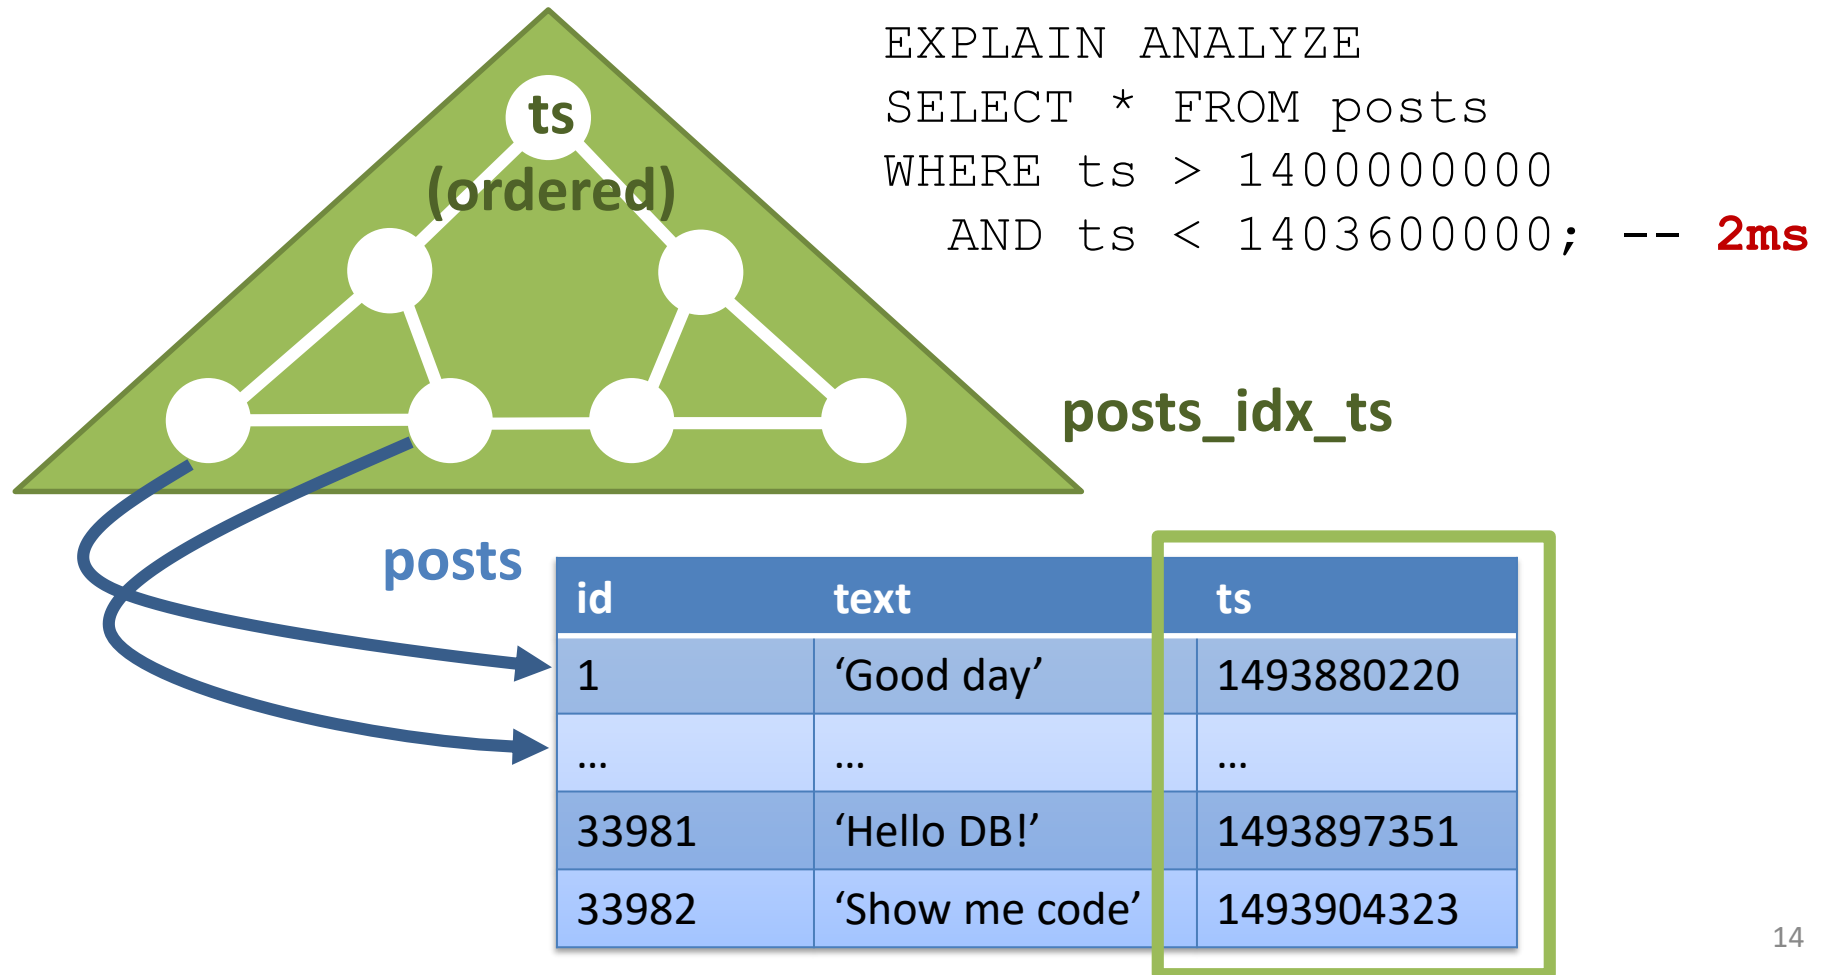 ts
(ordered)
EXPLAIN ANALYZE
SELECT * FROM posts
WHERE ts > 1400000000
AND ts < 1403600000; -- 2ms
posts_idx_ts
posts
id text ts
1 ‘Good day’ 1493880220
... ... ...
33981 ‘Hello DB!’ 1493897351
33982 ‘Show me code’ 1493904323
14